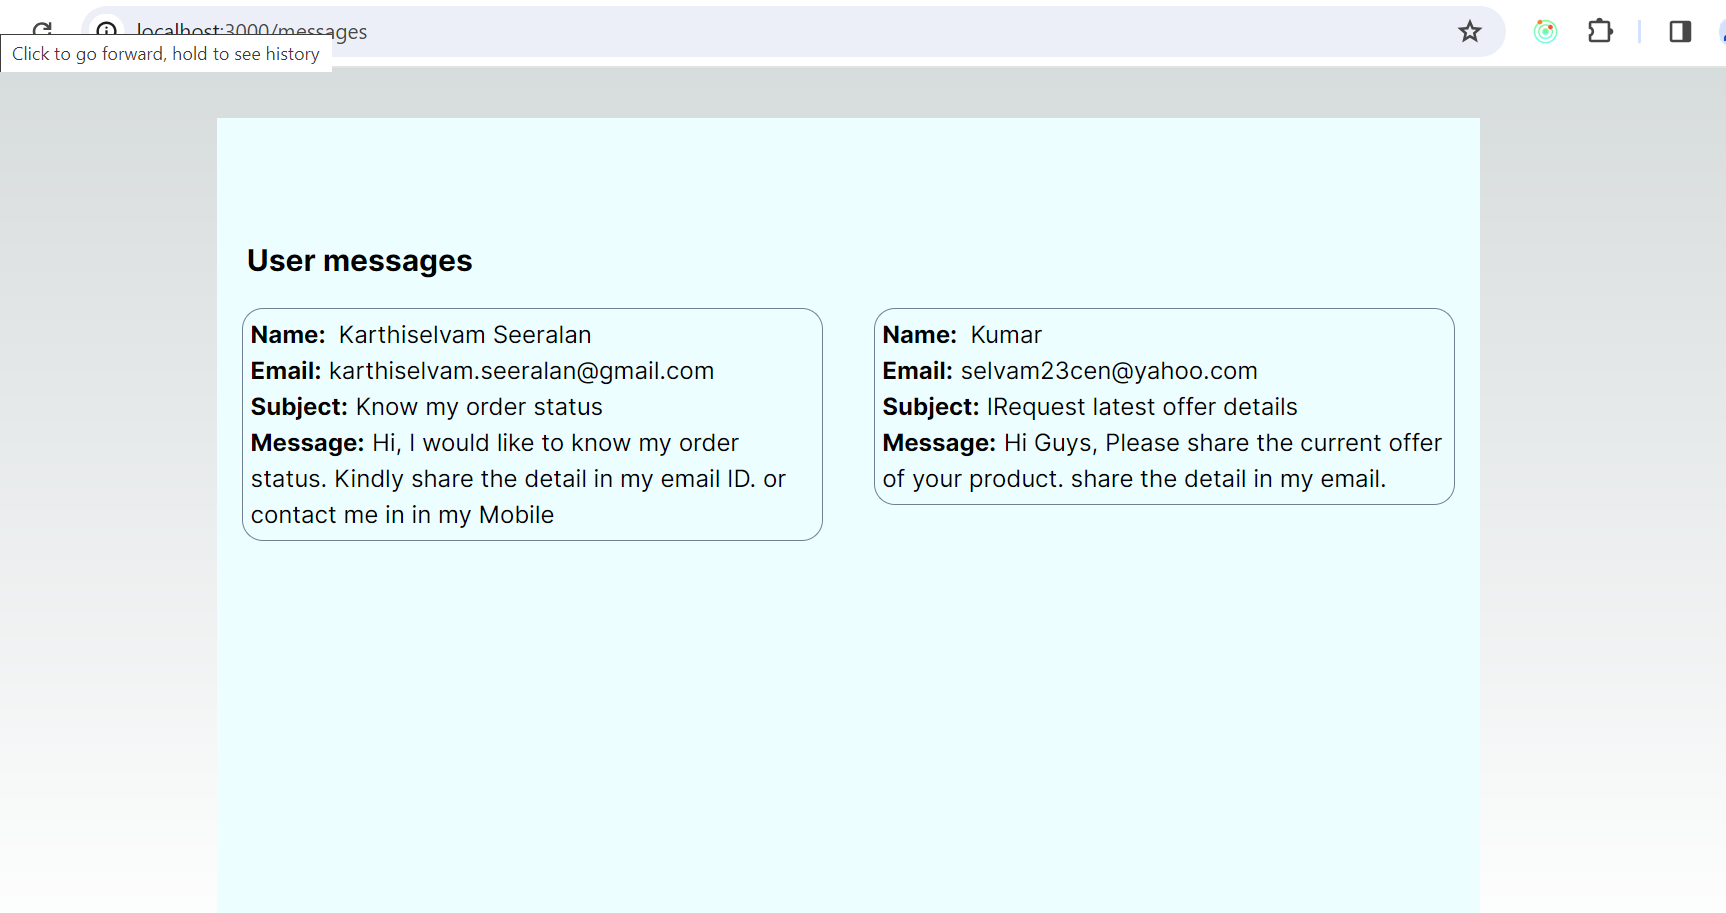 localhost:3000/messages
Click to go forward, hold to see history
User messages
Name: Karthiselvam Seeralan
Email: karthiselvam.seeralan@gmail.com
Subject: Know my order status
Message: Hi, I would like to know my order
status. Kindly share the detail in my email ID. or
contact me in in my Mobile
Name: Kumar
Email: selvam23cen@yahoo.com
Subject: IRequest latest offer details
Message: Hi Guys, Please share the current offer
of your product. share the detail in my email.